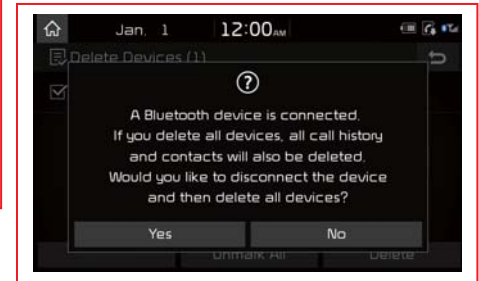 Jan. 1 12:00AM
Delete Devices (1)
?
A Bluetooth device is connected.
If you delete all devices, all call history
and contacts will also be deleted.
Would you like to disconnect the device
and then delete all devices?
Yes No
Unmark All Delete